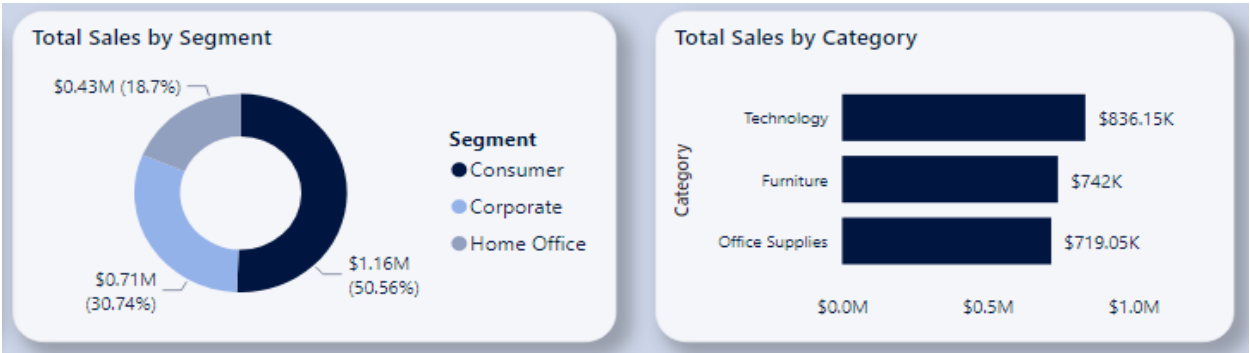 Total Sales by Segment
$0.43M (18.7%)
Segment
Consumer
Corporate
Home Office
$1.16M
(50.56%)
$0.71M
(30.74%)
Total Sales by Category
Category
Technology
$836.15K
Furniture
$742K
Office Supplies
$719.05K
$0.0M
$0.5M
$1.0M